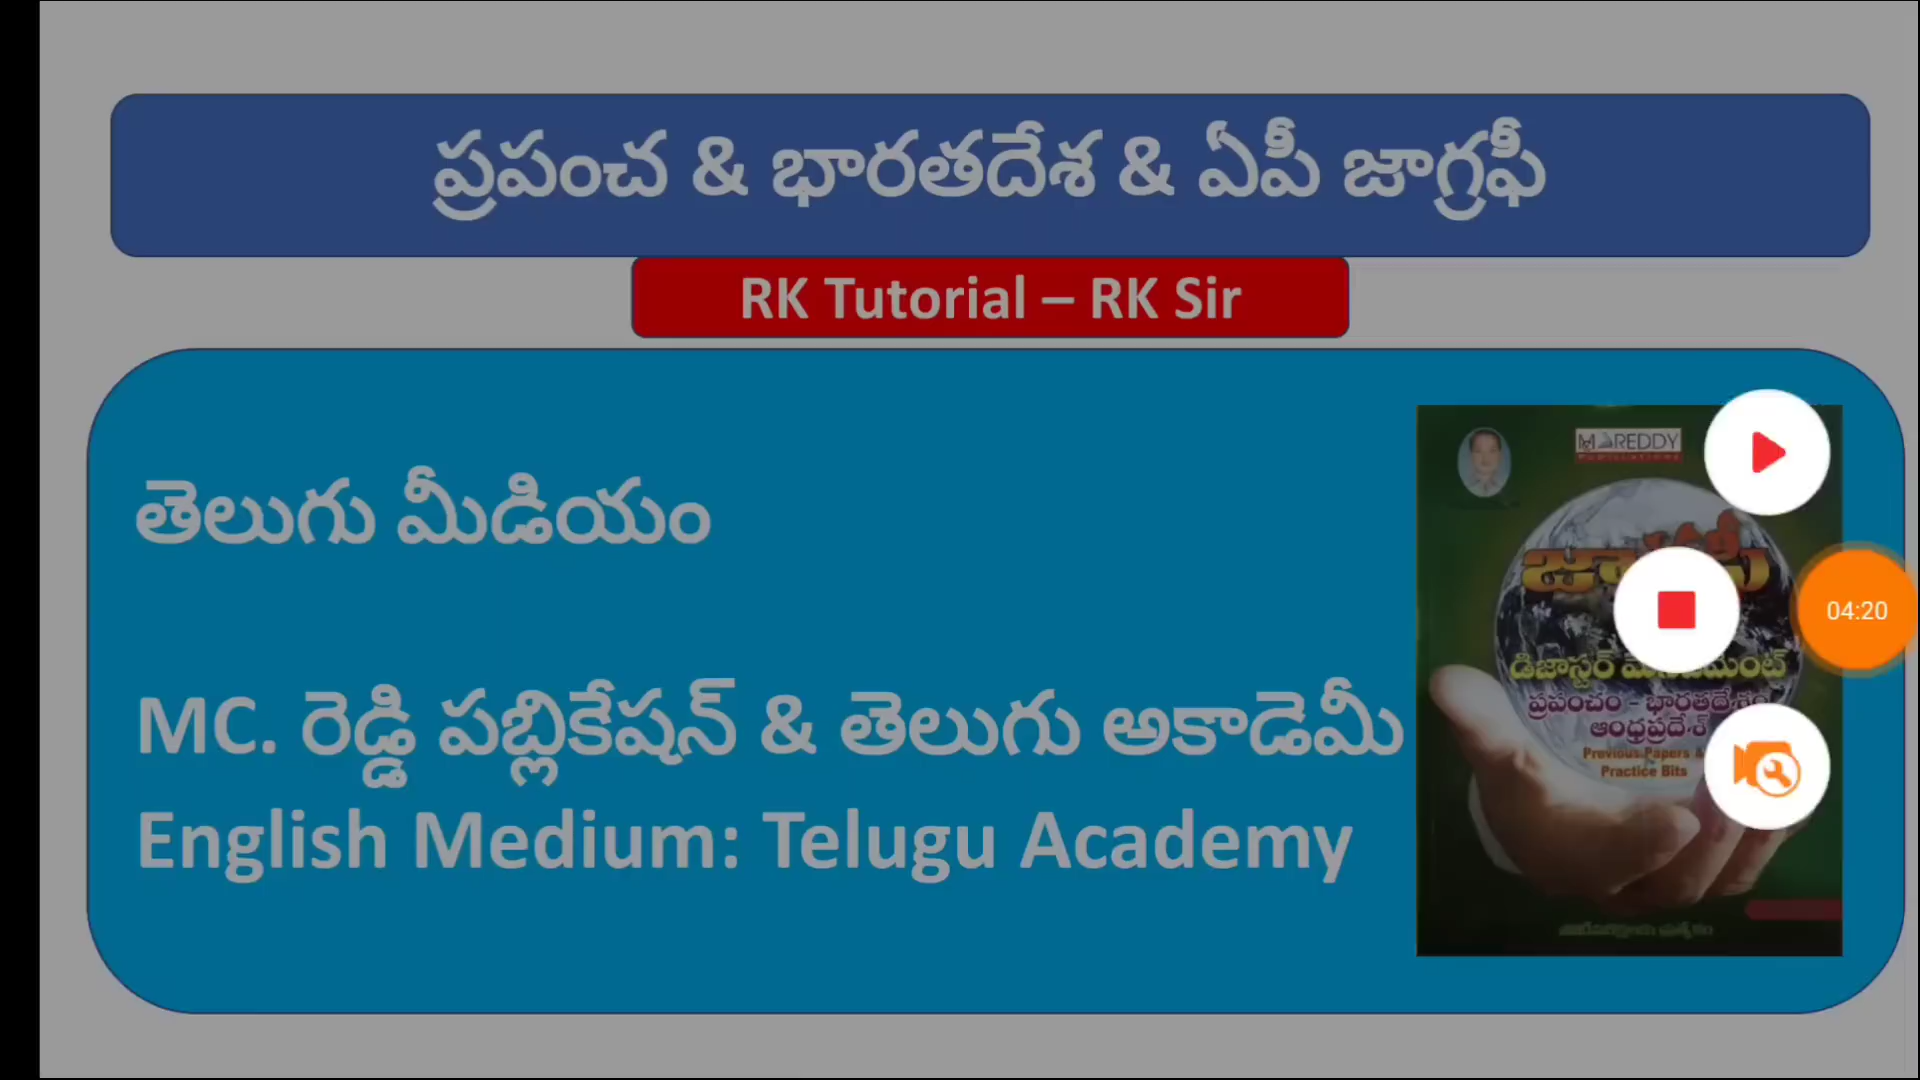 ప్రపంచ & భారతదేశ & ఏపీ జాగ్రఫీ
RK Tutorial – RK Sir
తెలుగు మీడియం
MC. రెడ్డి పబ్లికేషన్ & తెలుగు అకాడెమీ
English Medium: Telugu Academy
REDDY
డిజాస్టర్
ప్రపంచం - భారతదేశం
ఆంధ్రప్రదేశ్
Previous Papers &
Practice Bits
04:20